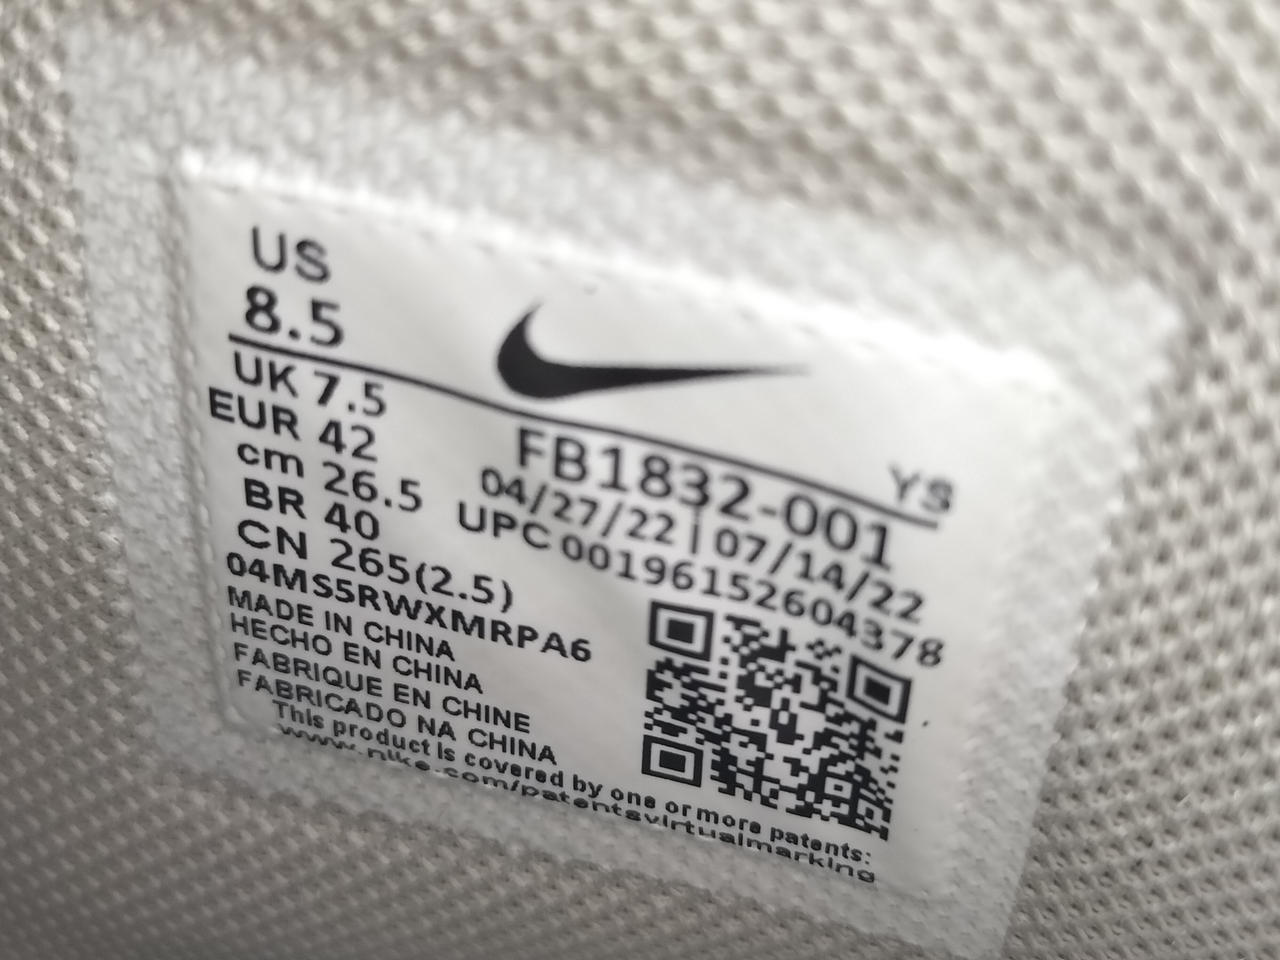 US
8.5
YS
UK 7.5
EUR 42
cm 26.5
BR 40
CN 265(2.5)
FB1832-001
04/27/22 | 07/14/22
UPC 00196152604378
04MS5RWXMRPA6
MADE IN CHINA
HECHO EN CHINA
FABRIQUE EN CHINE
FABRICADO NA CHINA
This product is covered by one or more patents:
www.nike.com/patentsvirtualmarking